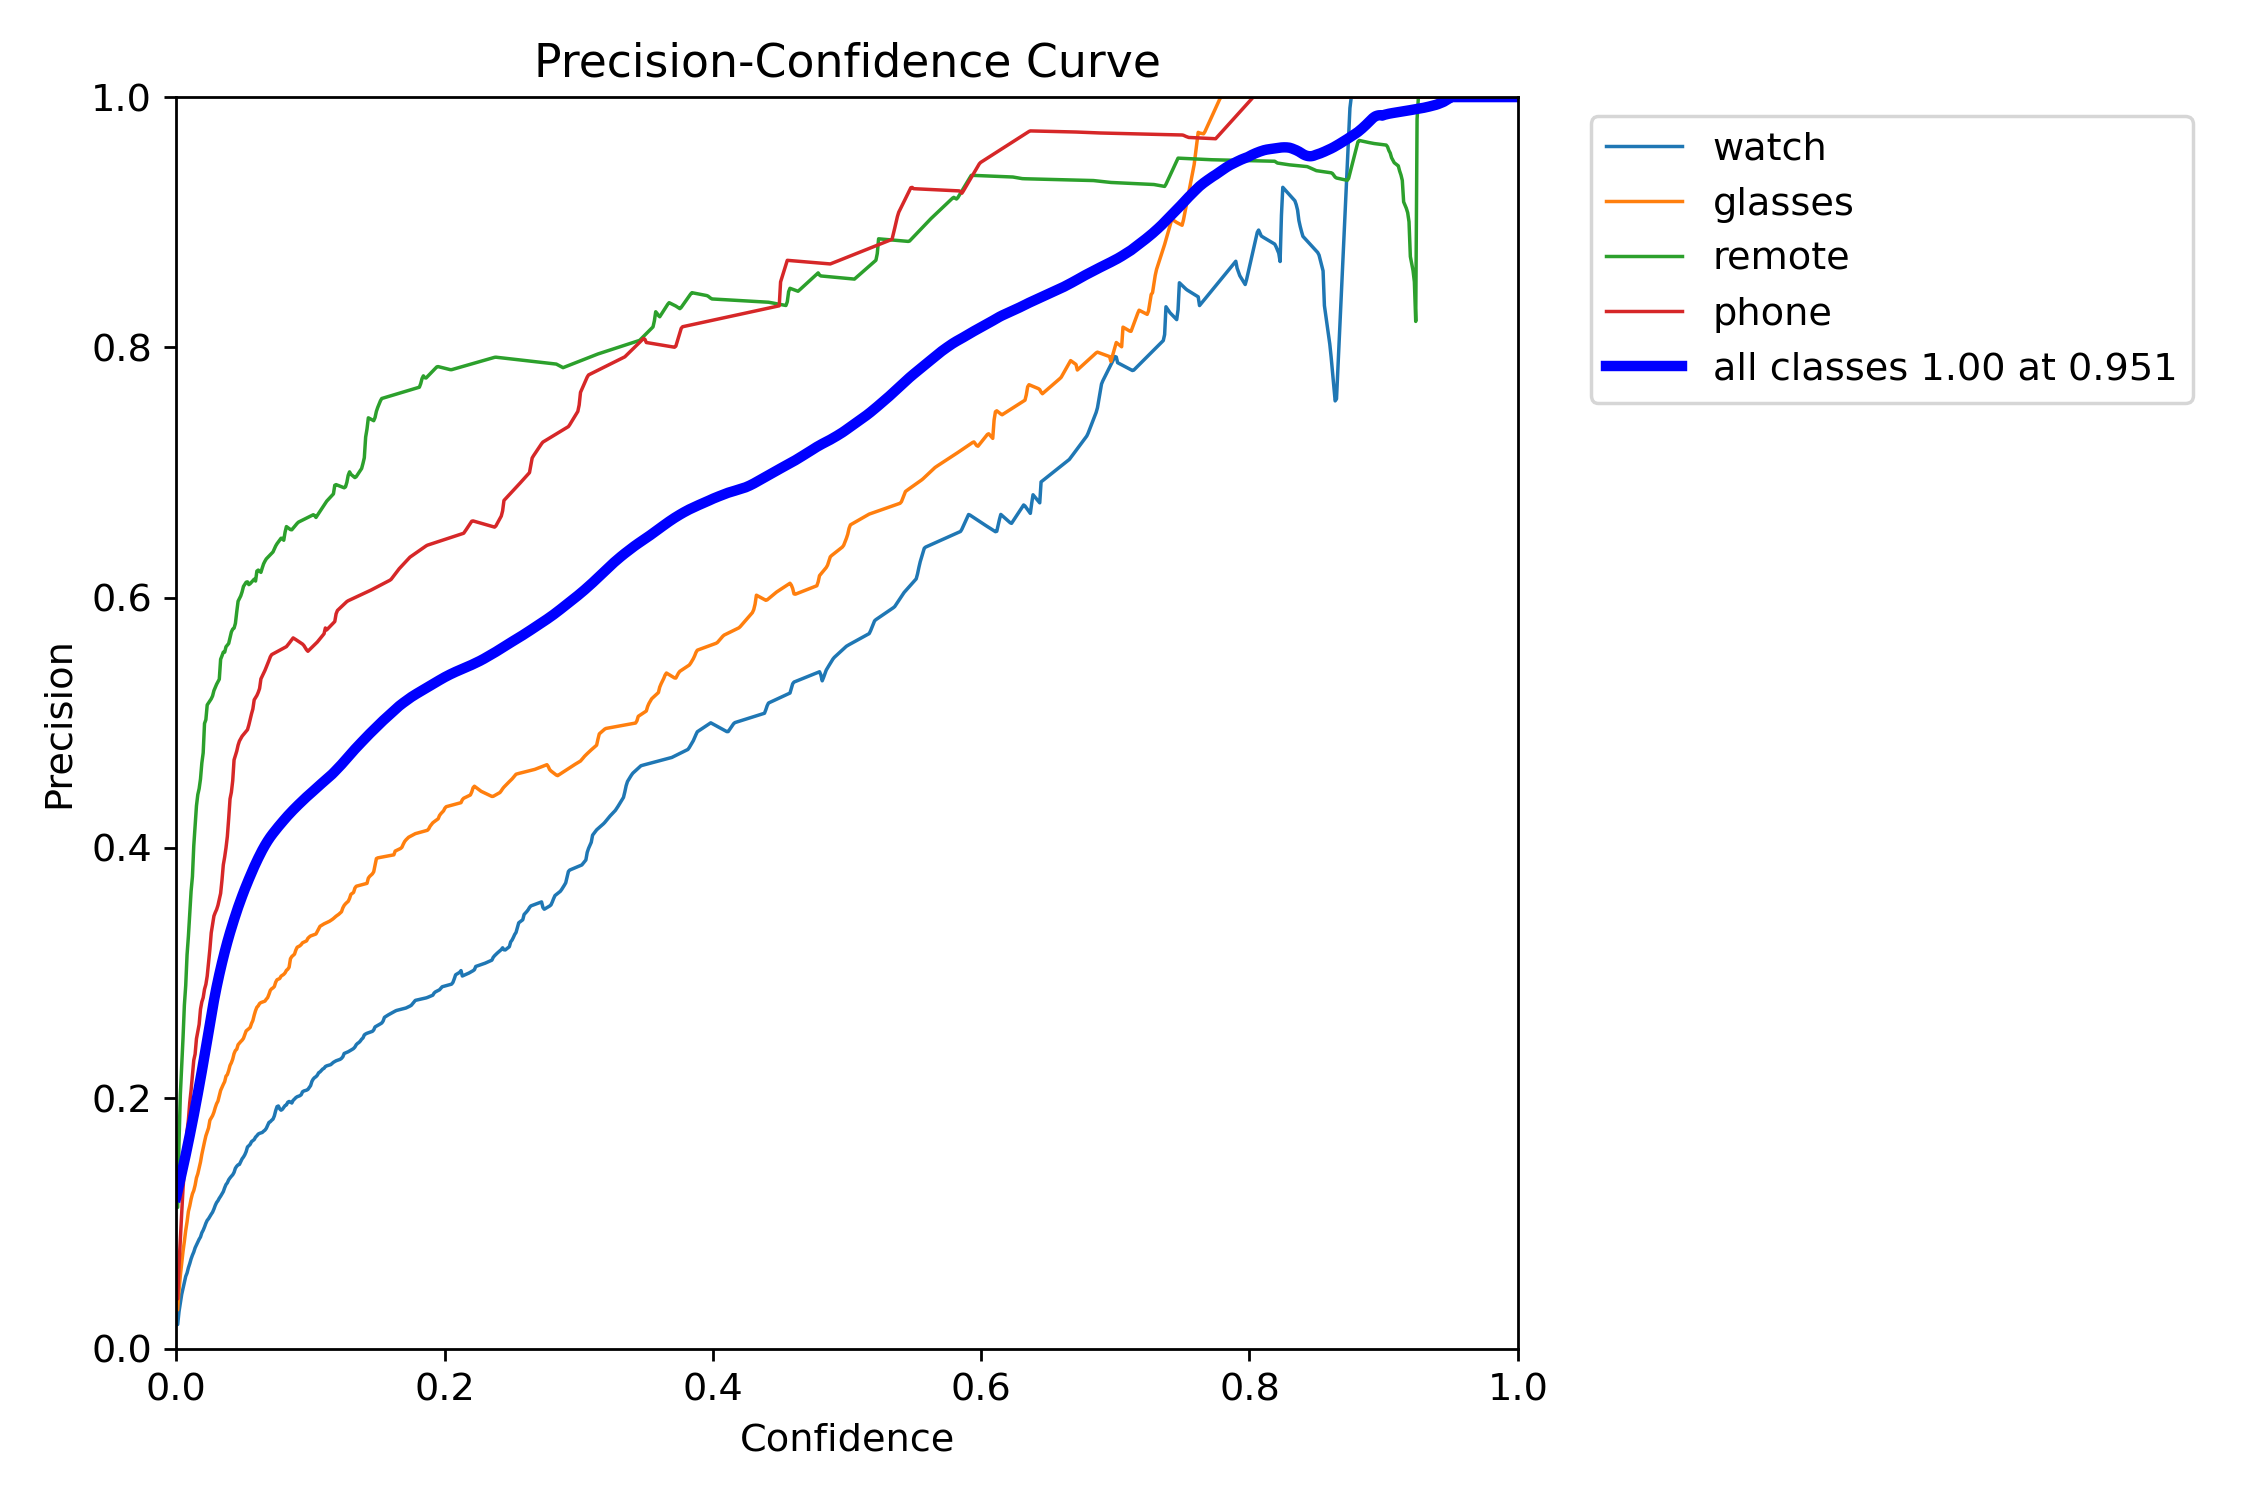 Precision-Confidence Curve
1.0
0.8
0.6
0.4
0.2
0.0
Precision
0.0 0.2 0.4 0.6 0.8 1.0
Confidence
watch
glasses
remote
phone
all classes 1.00 at 0.951